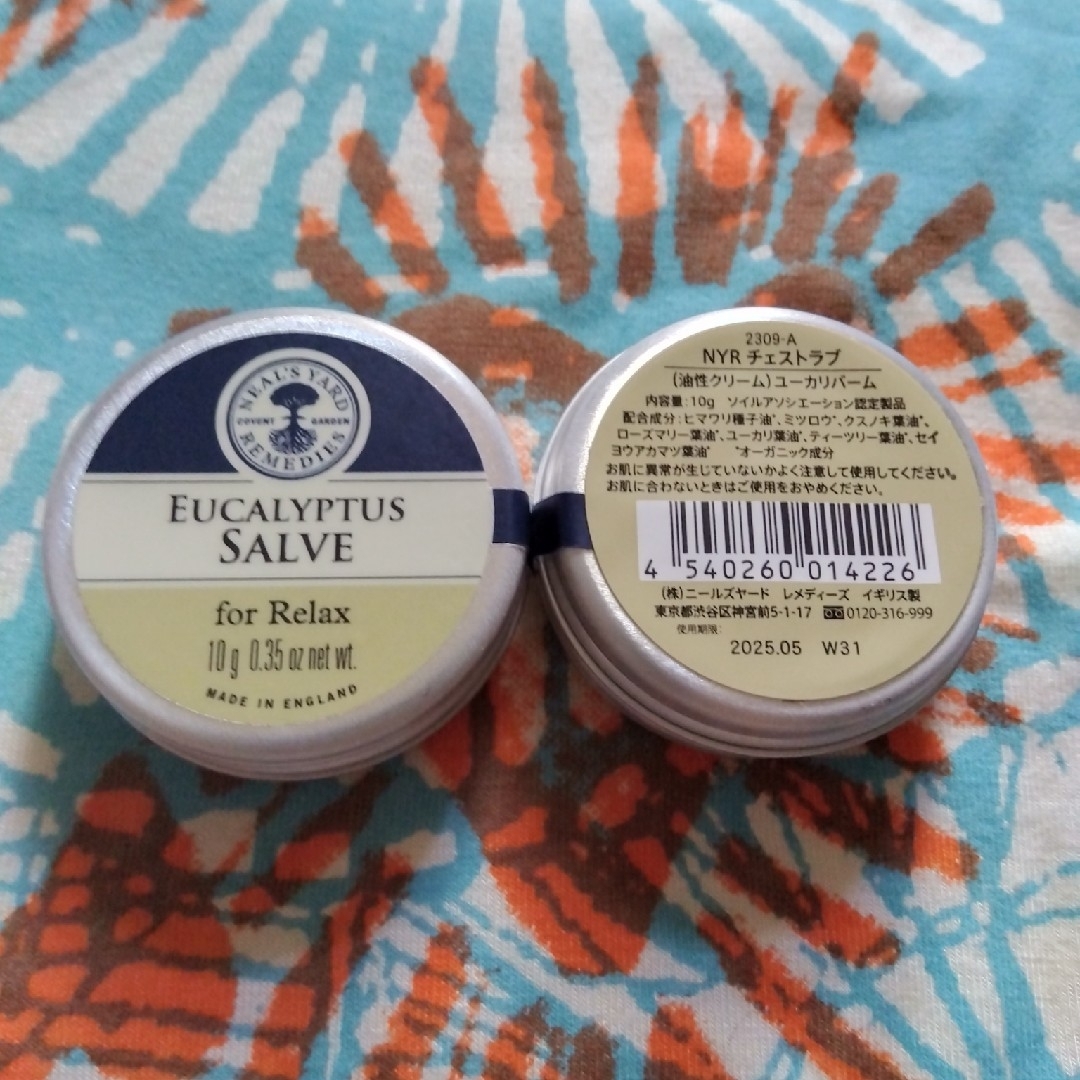 NEAL'S YARD
COVENT GARDEN
REMEDIES
EUCALYPTUS
SALVE
for Relax
10g 0.35 oz net wt.
MADE IN ENGLAND
2309-A
NYR チェストラブ
(油性クリーム)ユーカリバーム
内容量:10g ソイルアソシエーション認定製品
配合成分:ヒマワリ種子油*、ミツロウ*、クスノキ葉油*、
ローズマリー葉油*、ユーカリ葉油*、ティーツリー葉油*、セイ
ヨウアカマツ葉油* *オーガニック成分
お肌に異常が生じていないかよく注意して使用してください。
お肌に合わないときはご使用をおやめください。
4 540260 014226
(株)ニールズヤード レメディーズ イギリス製
東京都渋谷区神宮前5-1-17 0120-316-999
使用期限:
2025.05 W31